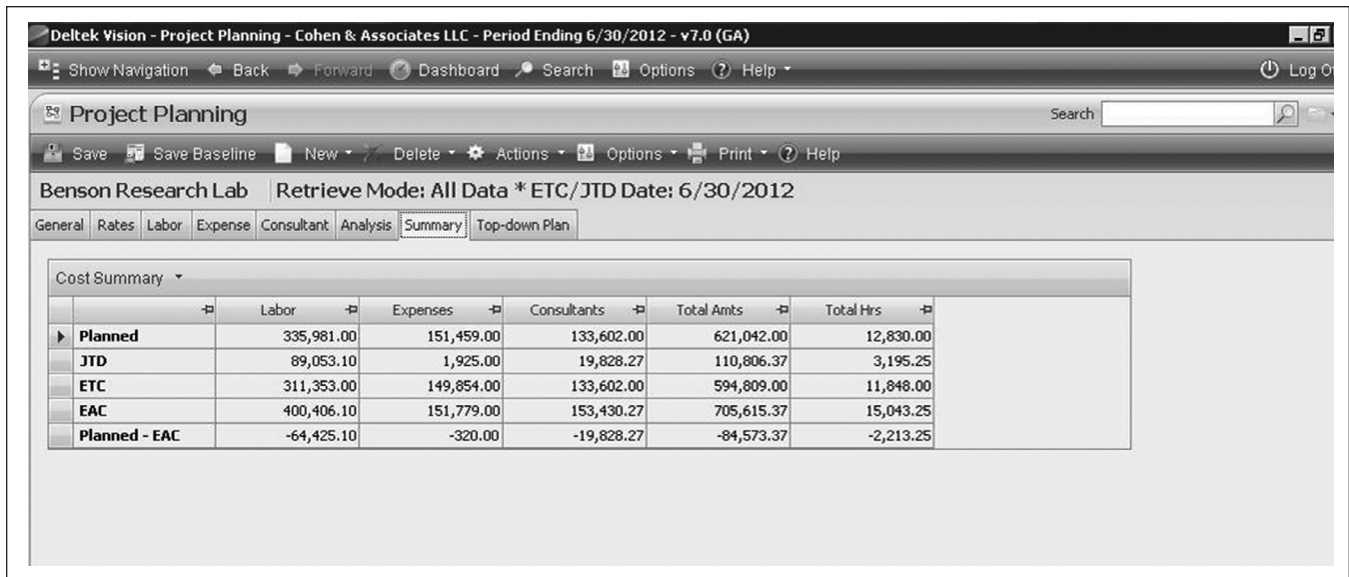 Deltek Vision - Project Planning - Cohen & Associates LLC - Period Ending 6/30/2012 - v7.0 (GA)
Show Navigation Back Forward Dashboard Search Options Help Log O
Project Planning Search
Save Save Baseline New Delete Actions Options Print Help
Benson Research Lab Retrieve Mode: All Data * ETC/JTD Date: 6/30/2012
General Rates Labor Expense Consultant Analysis Summary Top-down Plan
Cost Summary
Labor Expenses Consultants Total Amts Total Hrs
Planned 335,981.00 151,459.00 133,602.00 621,042.00 12,830.00
JTD 89,053.10 1,925.00 19,828.27 110,806.37 3,195.25
ETC 311,353.00 149,854.00 133,602.00 594,809.00 11,848.00
EAC 400,406.10 151,779.00 153,430.27 705,615.37 15,043.25
Planned - EAC -64,425.10 -320.00 -19,828.27 -84,573.37 -2,213.25